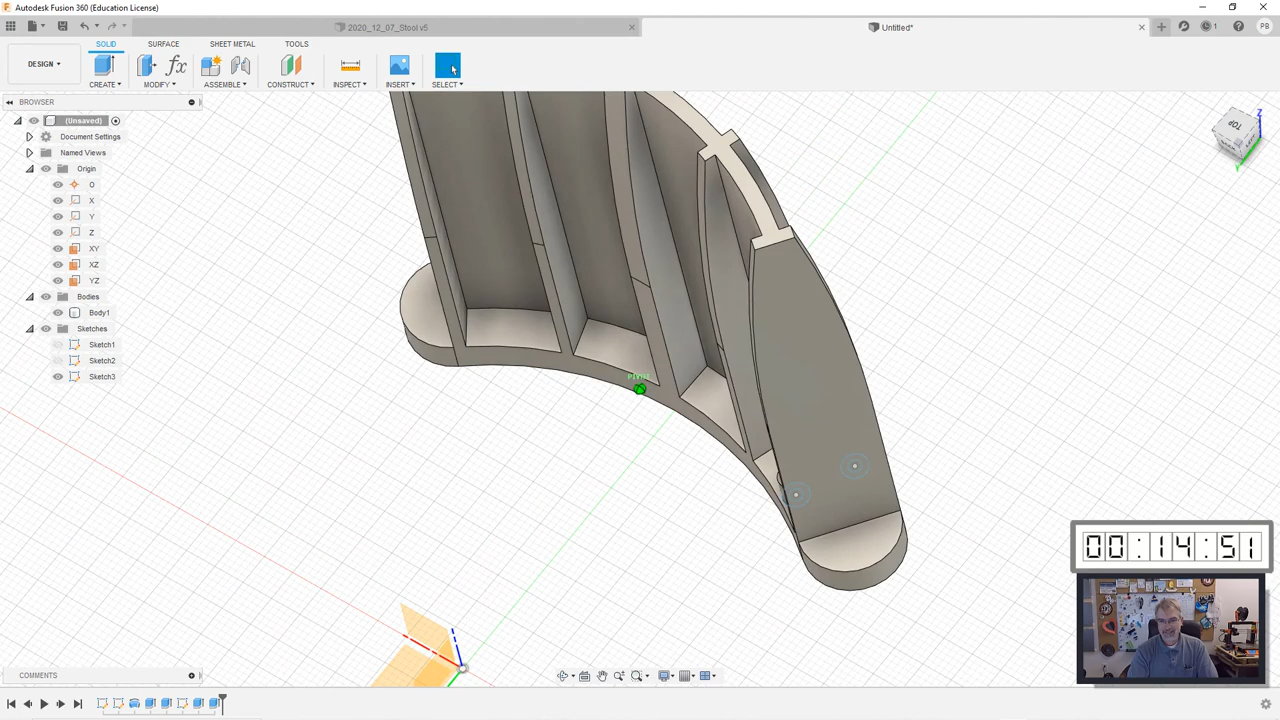 Autodesk Fusion 360 (Education License)
2020_12_07_Stool v5
Untitled*
1
PB
SOLID
SURFACE
SHEET METAL
TOOLS
DESIGN
CREATE
MODIFY
ASSEMBLE
CONSTRUCT
INSPECT
INSERT
SELECT
BROWSER
(Unsaved)
Document Settings
Named Views
Origin
O
X
Y
Z
XY
XZ
YZ
Bodies
Body1
Sketches
Sketch1
Sketch2
Sketch3
TOP
Z
Y
00:14:51
COMMENTS